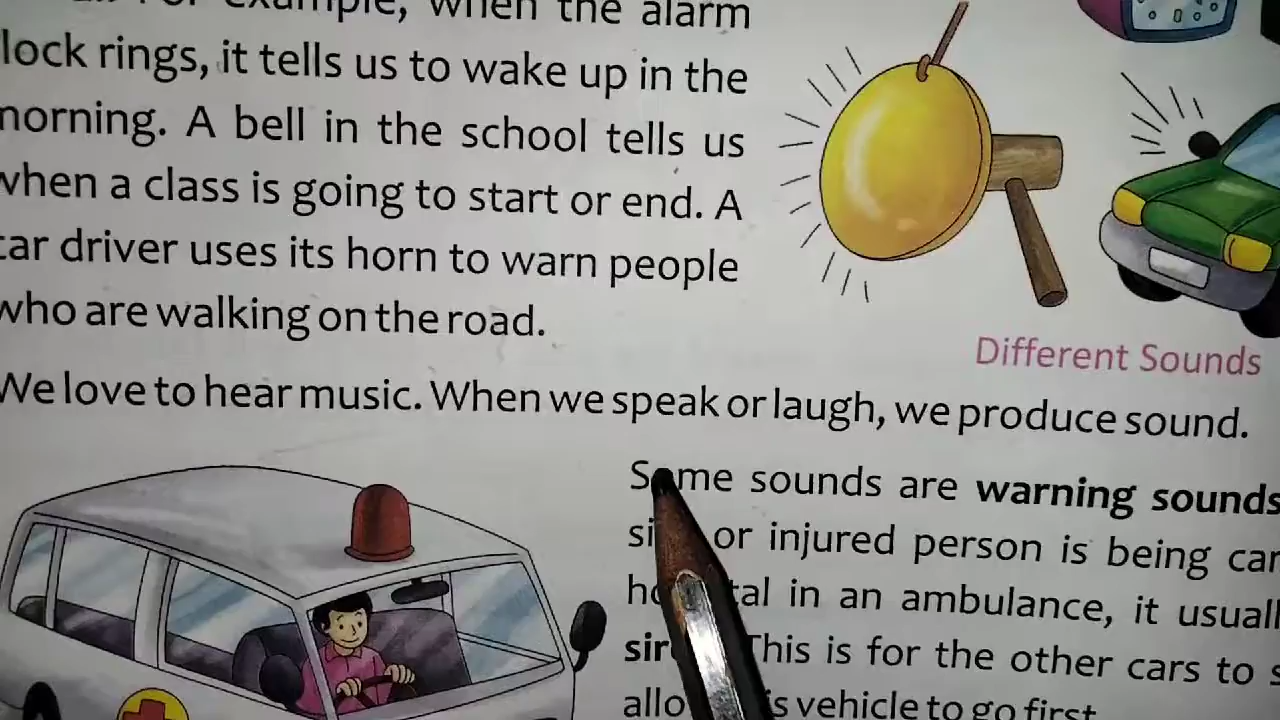 example, when the alarm
lock rings, it tells us to wake up in the
morning. A bell in the school tells us
when a class is going to start or end. A
car driver uses its horn to warn people
who are walking on the road.
Different Sounds
We love to hear music. When we speak or laugh, we produce sound.
Some sounds are warning sounds
or injured person is being car
tal in an ambulance, it usuall
This is for the other cars to s
allo is vehicle to go first